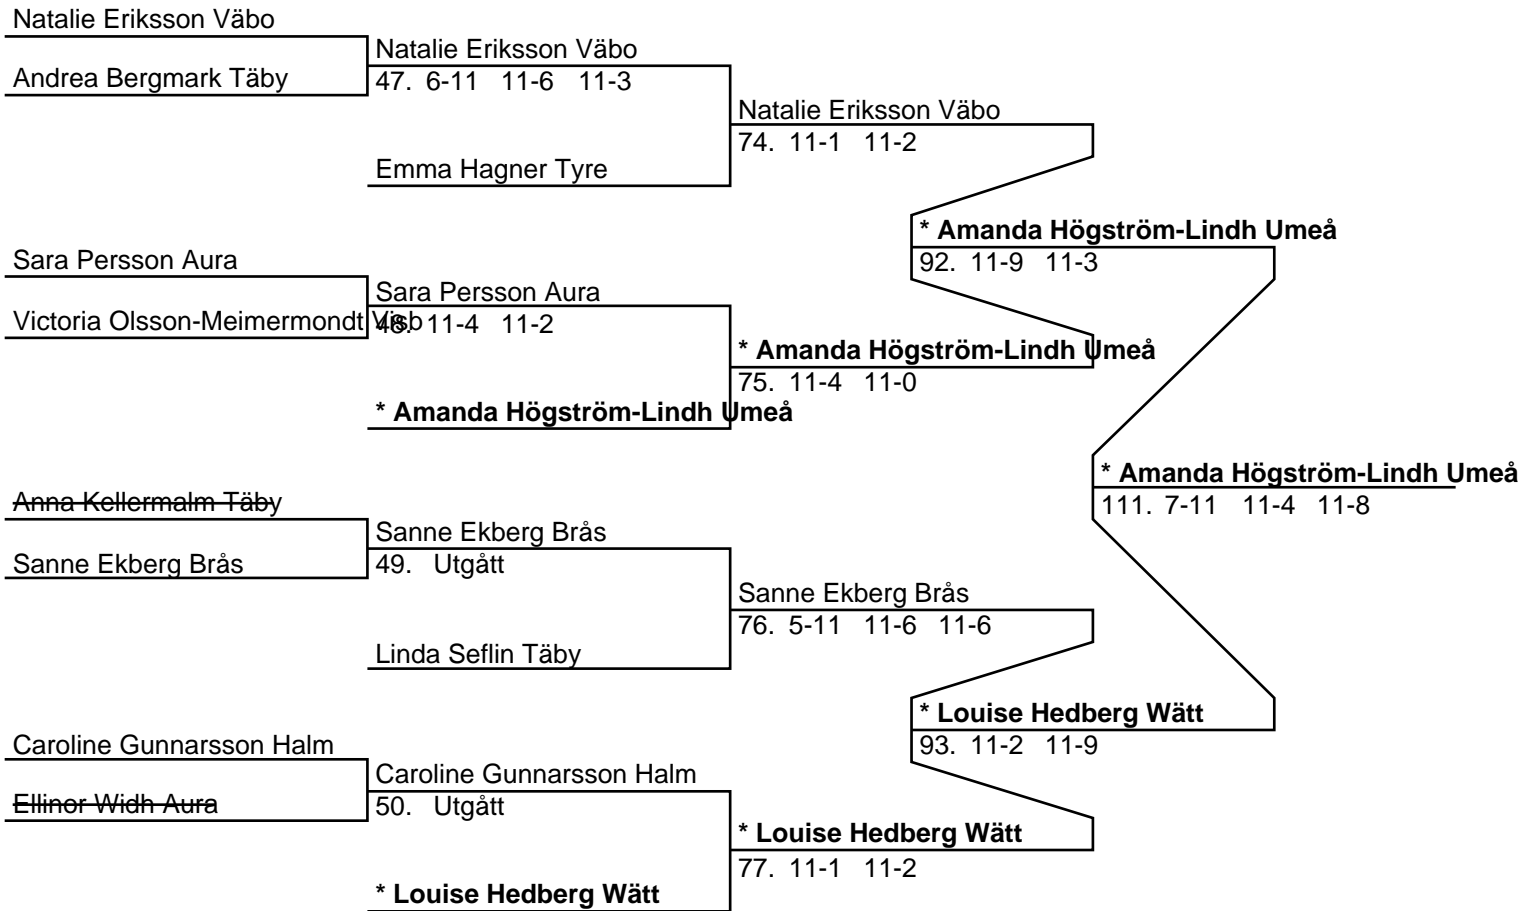 Natalie Eriksson Väbo
Andrea Bergmark Täby
Natalie Eriksson Väbo
47. 6-11 11-6 11-3
Emma Hagner Tyre
Natalie Eriksson Väbo
74. 11-1 11-2
Sara Persson Aura
Victoria Olsson-Meimermondt Visb
Sara Persson Aura
48. 11-4 11-2
* Amanda Högström-Lindh Umeå
* Amanda Högström-Lindh Umeå
75. 11-4 11-0
* Amanda Högström-Lindh Umeå
92. 11-9 11-3
Anna Kellermalm Täby
Sanne Ekberg Brås
Sanne Ekberg Brås
49. Utgått
Linda Seflin Täby
Sanne Ekberg Brås
76. 5-11 11-6 11-6
Caroline Gunnarsson Halm
Ellinor Widh Aura
Caroline Gunnarsson Halm
50. Utgått
* Louise Hedberg Wätt
* Louise Hedberg Wätt
77. 11-1 11-2
* Louise Hedberg Wätt
93. 11-2 11-9
* Amanda Högström-Lindh Umeå
111. 7-11 11-4 11-8